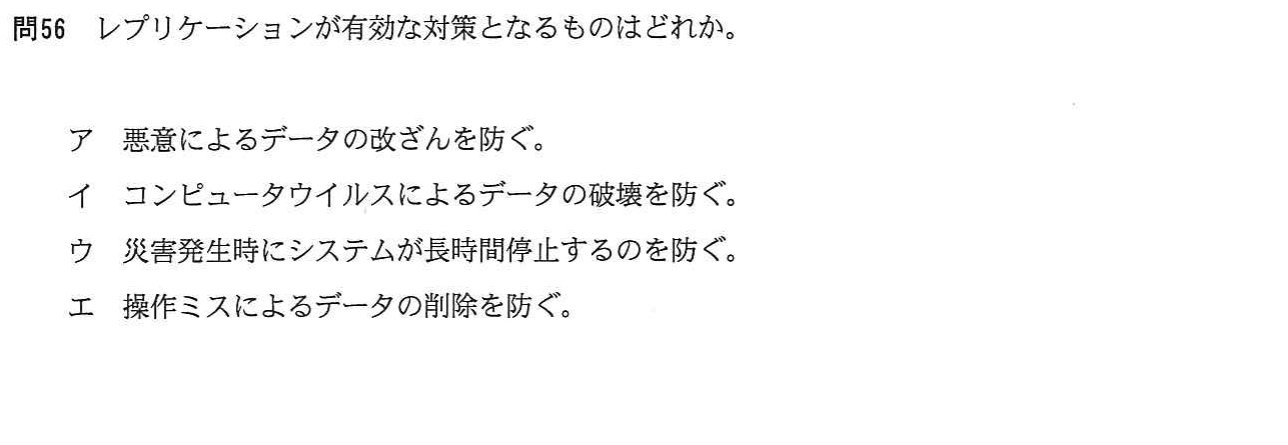 問56 レプリケーションが有効な対策となるものはどれか。
ア 悪意によるデータの改ざんを防ぐ。
イ コンピュータウイルスによるデータの破壊を防ぐ。
ウ 災害発生時にシステムが長時間停止するのを防ぐ。
エ 操作ミスによるデータの削除を防ぐ。